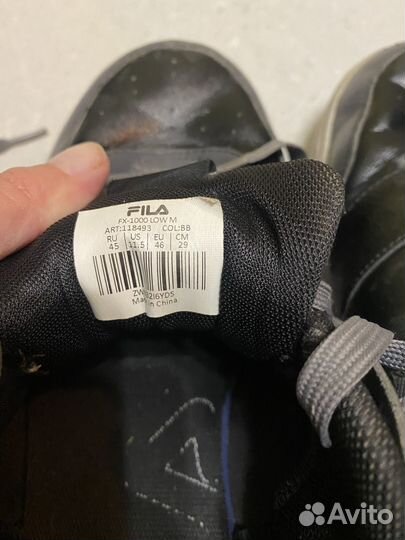 FILA
FX-1000 LOW M
ART:118493 COL:BB
RU US EU CM
45 11.5 46 29
Made in China
Avito